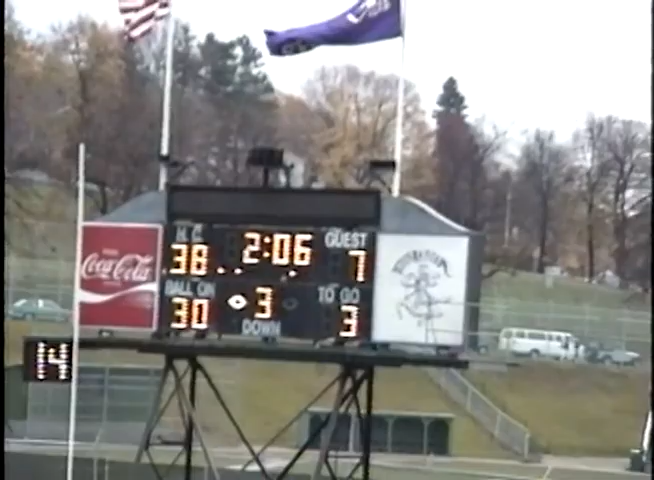 H.C.
38
2:06
GUEST
7
Coca-Cola
BALL ON
30
3
DOWN
TO GO
3
14